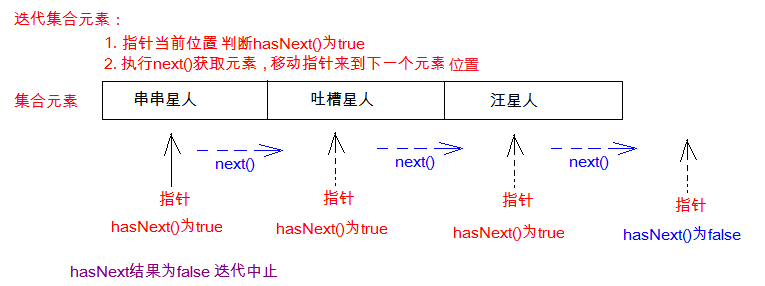 迭代集合元素：
1. 指针当前位置 判断hasNext()为true
2. 执行next()获取元素，移动指针来到下一个元素 位置
集合元素 串串星人 吐槽星人 汪星人
next() next() next()
指针 指针 指针 指针
hasNext()为true hasNext()为true hasNext()为true hasNext()为false
hasNext结果为false 迭代中止